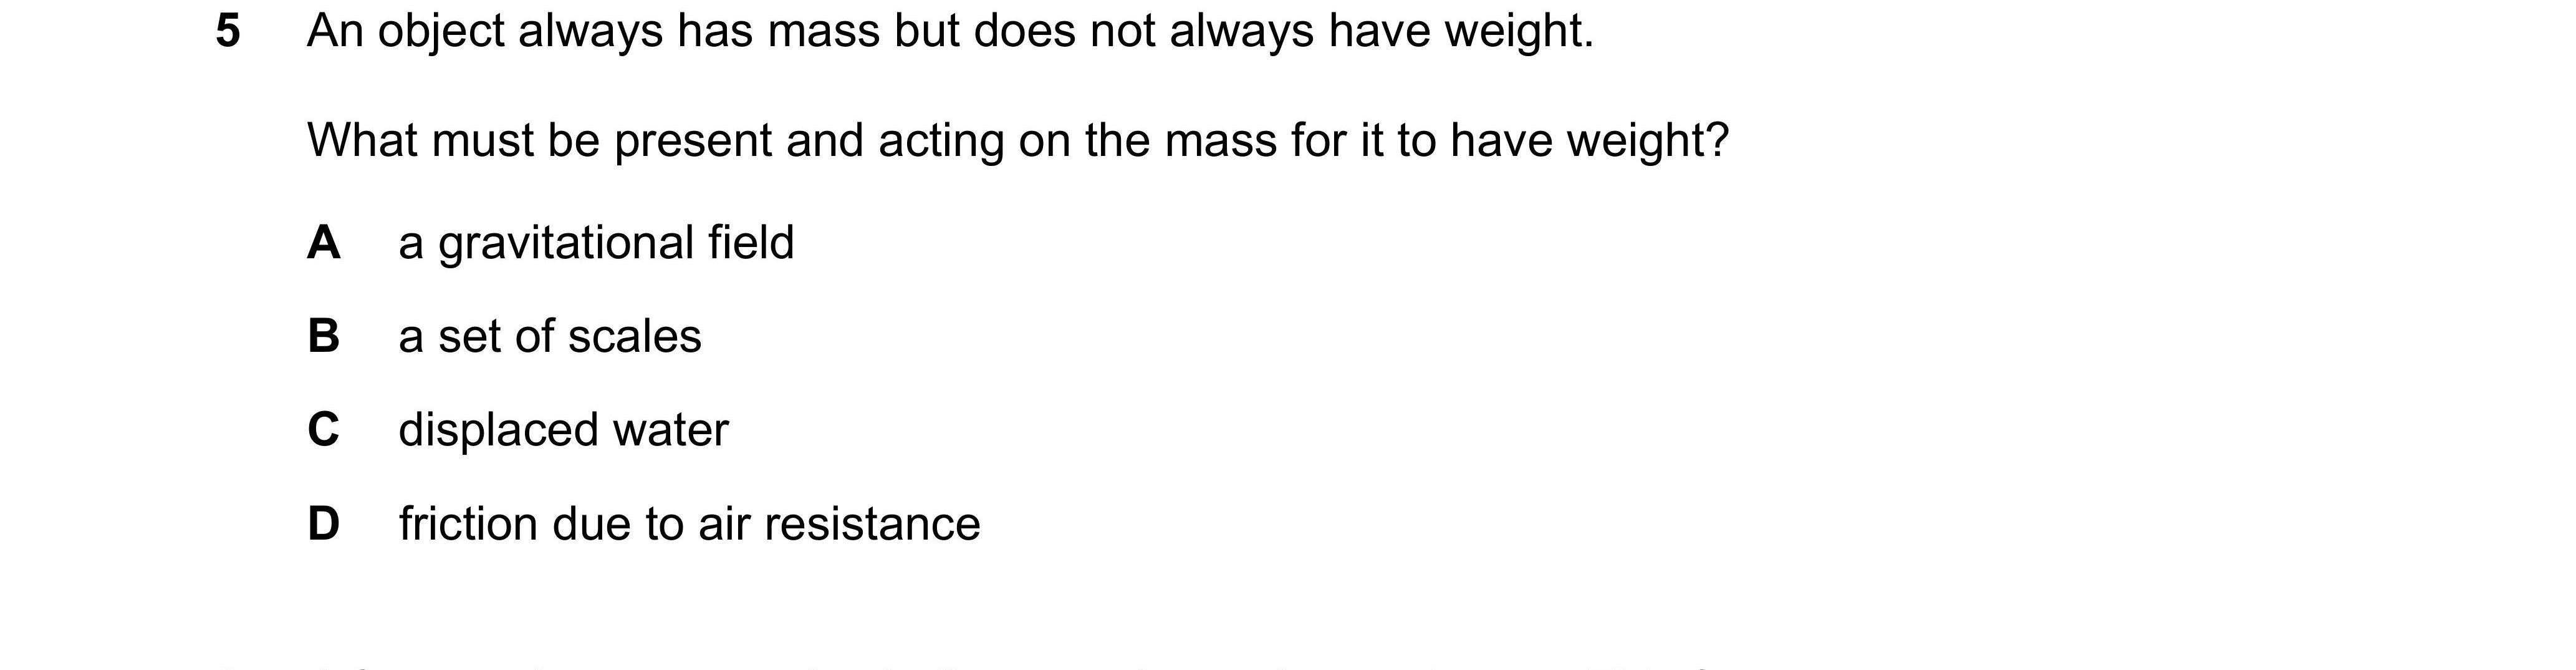 5 An object always has mass but does not always have weight.
What must be present and acting on the mass for it to have weight?
A a gravitational field
B a set of scales
C displaced water
D friction due to air resistance